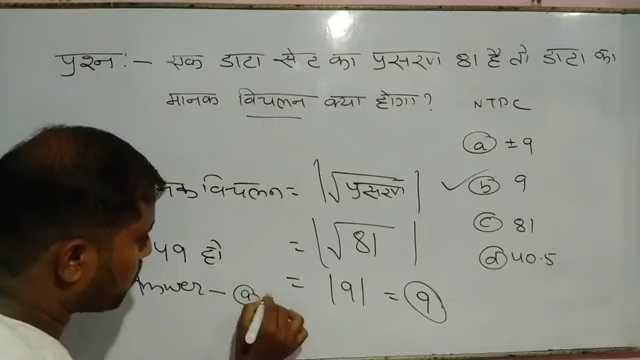 प्रश्न :- एक डाटा सेट का प्रसरण 81 है तो डाटा का
मानक विचलन क्या होगा? NTPC
(a) ±9
विचलन = |√प्रसरण| ✓(b) 9
(c) 81
49 हो = |√81|
(d) 40.5
Answer - = |9| = 9